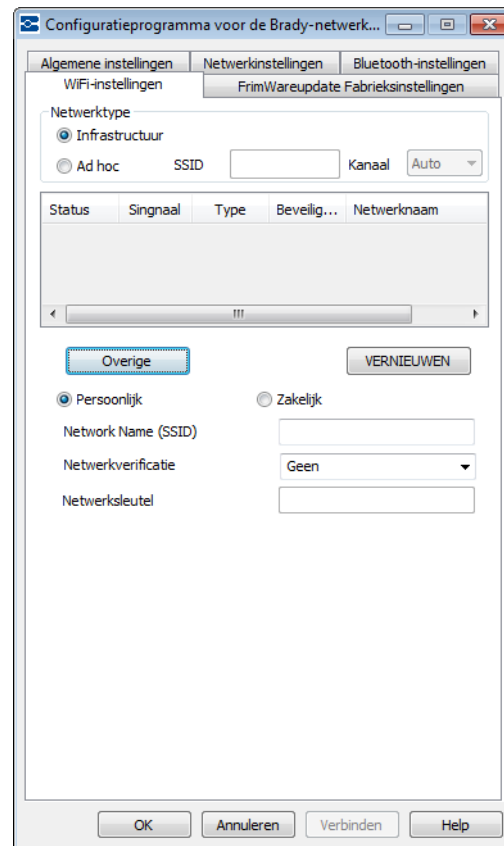 Configuratieprogramma voor de Brady-netwerk...
Algemene instellingen Netwerkinstellingen Bluetooth-instellingen
WiFi-instellingen FrimWareupdate Fabrieksinstellingen
Netwerktype
Infrastructuur
Ad hoc SSID Kanaal Auto
Status Singnaal Type Beveilig... Netwerknaam
Overige VERNIEUWEN
Persoonlijk Zakelijk
Network Name (SSID)
Netwerkverificatie Geen
Netwerksleutel
OK Annuleren Verbinden Help